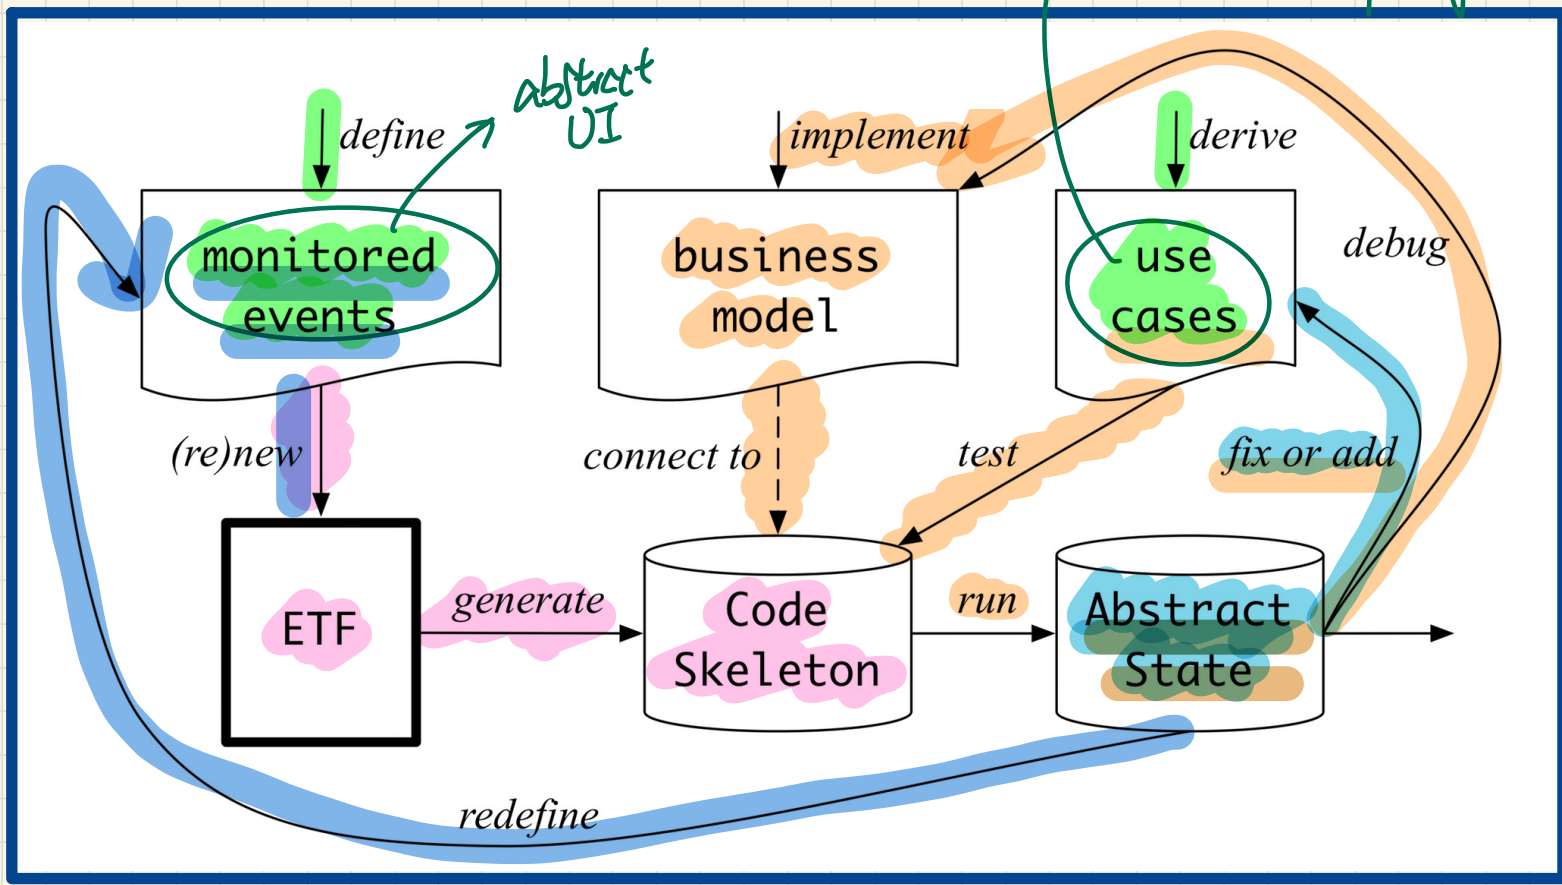 abstract
UI
define
implement
derive
monitored
events
business
model
use
cases
debug
(re)new
connect to
test
fix or add
ETF
generate
Code
Skeleton
run
Abstract
State
redefine